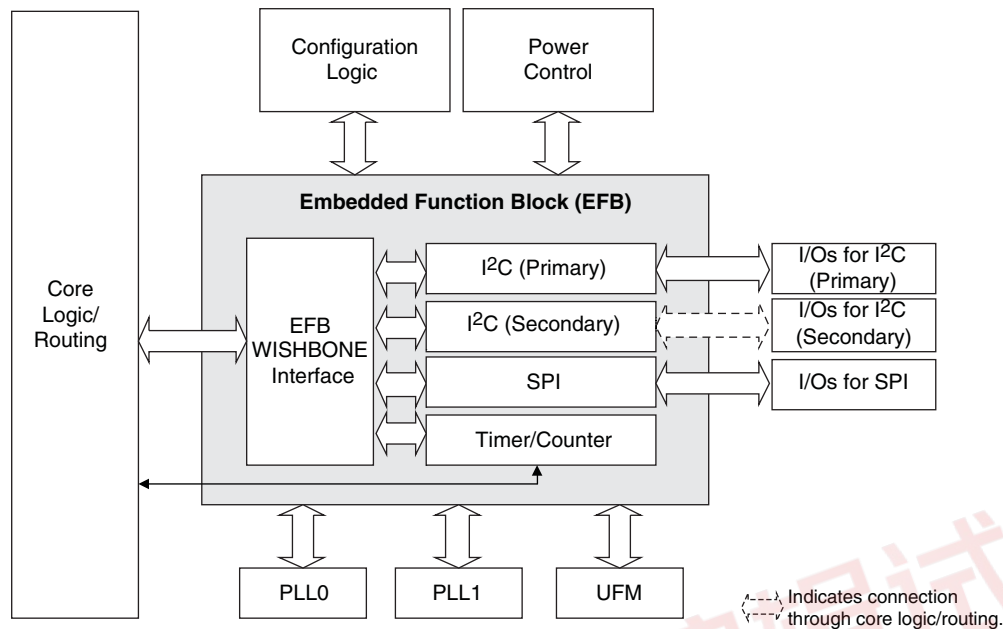 Configuration
Logic
Power
Control
Embedded Function Block (EFB)
Core
Logic/
Routing
EFB
WISHBONE
Interface
I²C (Primary)
I²C (Secondary)
SPI
Timer/Counter
I/Os for I²C
(Primary)
I/Os for I²C
(Secondary)
I/Os for SPI
PLL0
PLL1
UFM
Indicates connection
through core logic/routing.